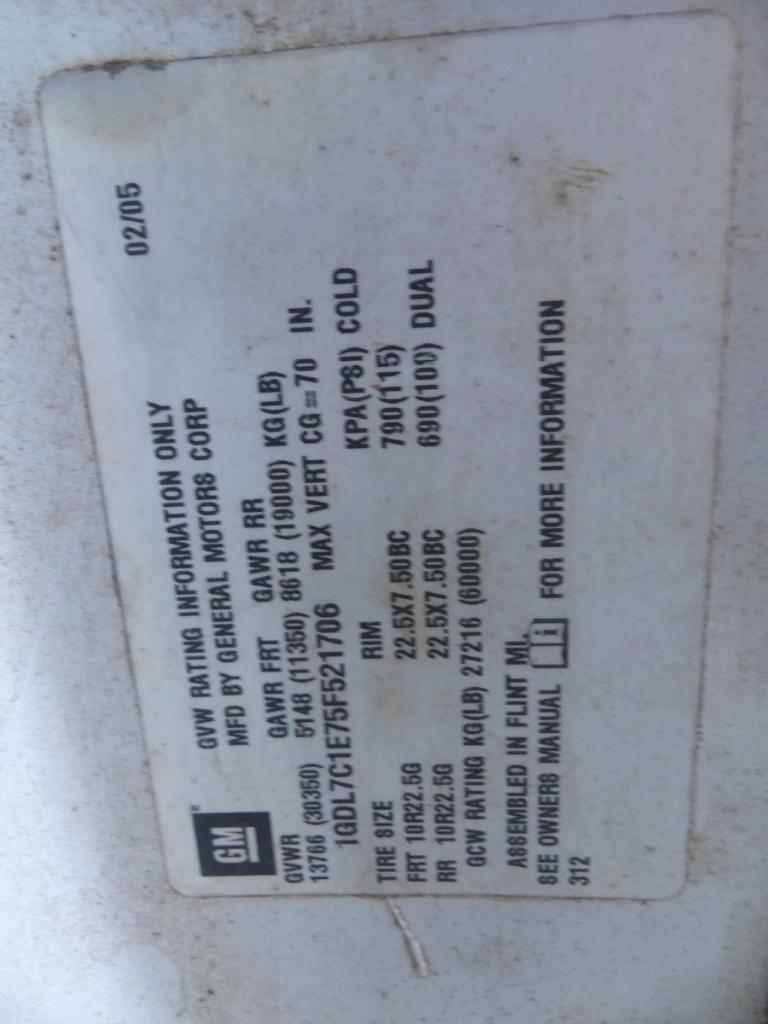 02/05
GVW RATING INFORMATION ONLY
MFD BY GENERAL MOTORS CORP
GM
GVWR GAWR FRT GAWR RR
13766 (30350) 5148 (11350) 8618 (19000) KG(LB)
1GDL7C1E75F521706 MAX VERT CG=70 IN.
TIRE SIZE RIM KPA(PSI) COLD
FRT 10R22.5G 22.5X7.50BC 790(115)
RR 10R22.5G 22.5X7.50BC 690(100) DUAL
GCW RATING KG(LB) 27216 (60000)
ASSEMBLED IN FLINT MI.
SEE OWNERS MANUAL i FOR MORE INFORMATION
312